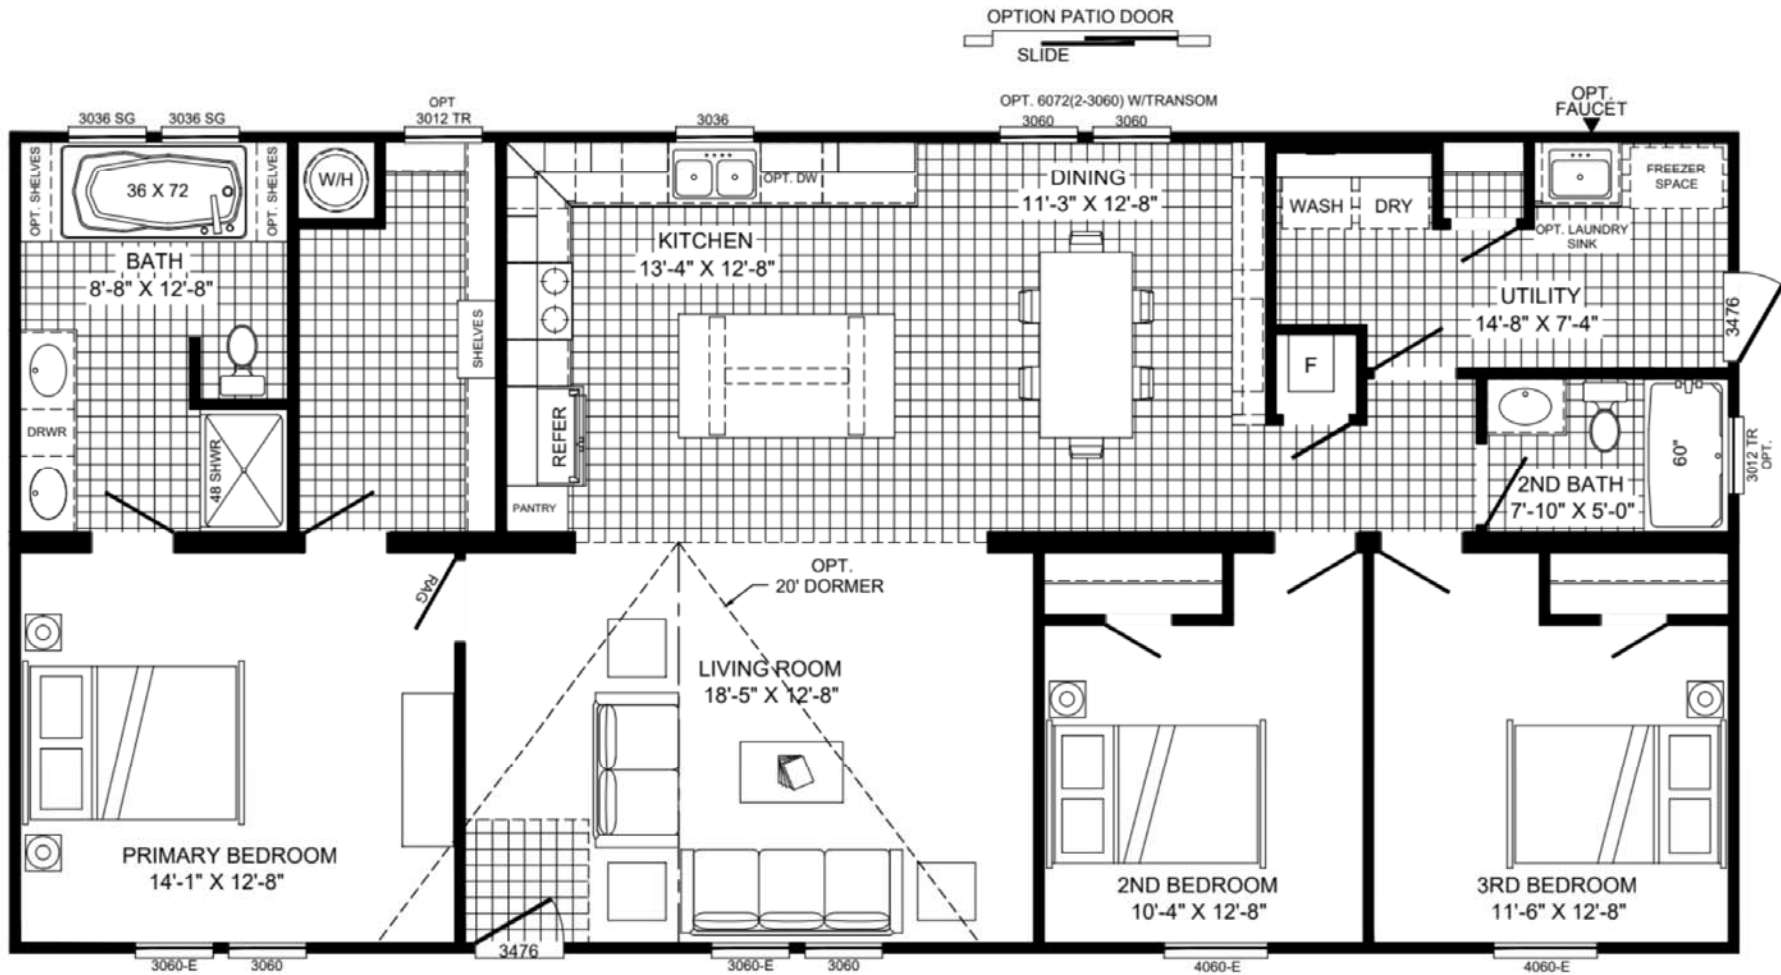 OPTION PATIO DOOR
SLIDE
3036 SG
3036 SG
OPT
3012 TR
3036
OPT. 6072(2-3060) W/TRANSOM
3060
3060
OPT.
FAUCET
OPT. SHELVES
36 X 72
OPT. SHELVES
W/H
OPT. DW
DINING
11'-3" X 12'-8"
WASH
DRY
FREEZER
SPACE
OPT. LAUNDRY
SINK
BATH
8'-8" X 12'-8"
KITCHEN
13'-4" X 12'-8"
UTILITY
14'-8" X 7'-4"
3476
SHELVES
F
DRWR
48 SHWR
REFER
PANTRY
60"
3012 TR
OPT.
2ND BATH
7'-10" X 5'-0"
RAG
OPT.
20' DORMER
LIVING ROOM
18'-5" X 12'-8"
PRIMARY BEDROOM
14'-1" X 12'-8"
2ND BEDROOM
10'-4" X 12'-8"
3RD BEDROOM
11'-6" X 12'-8"
3060-E
3060
3476
3060-E
3060
4060-E
4060-E